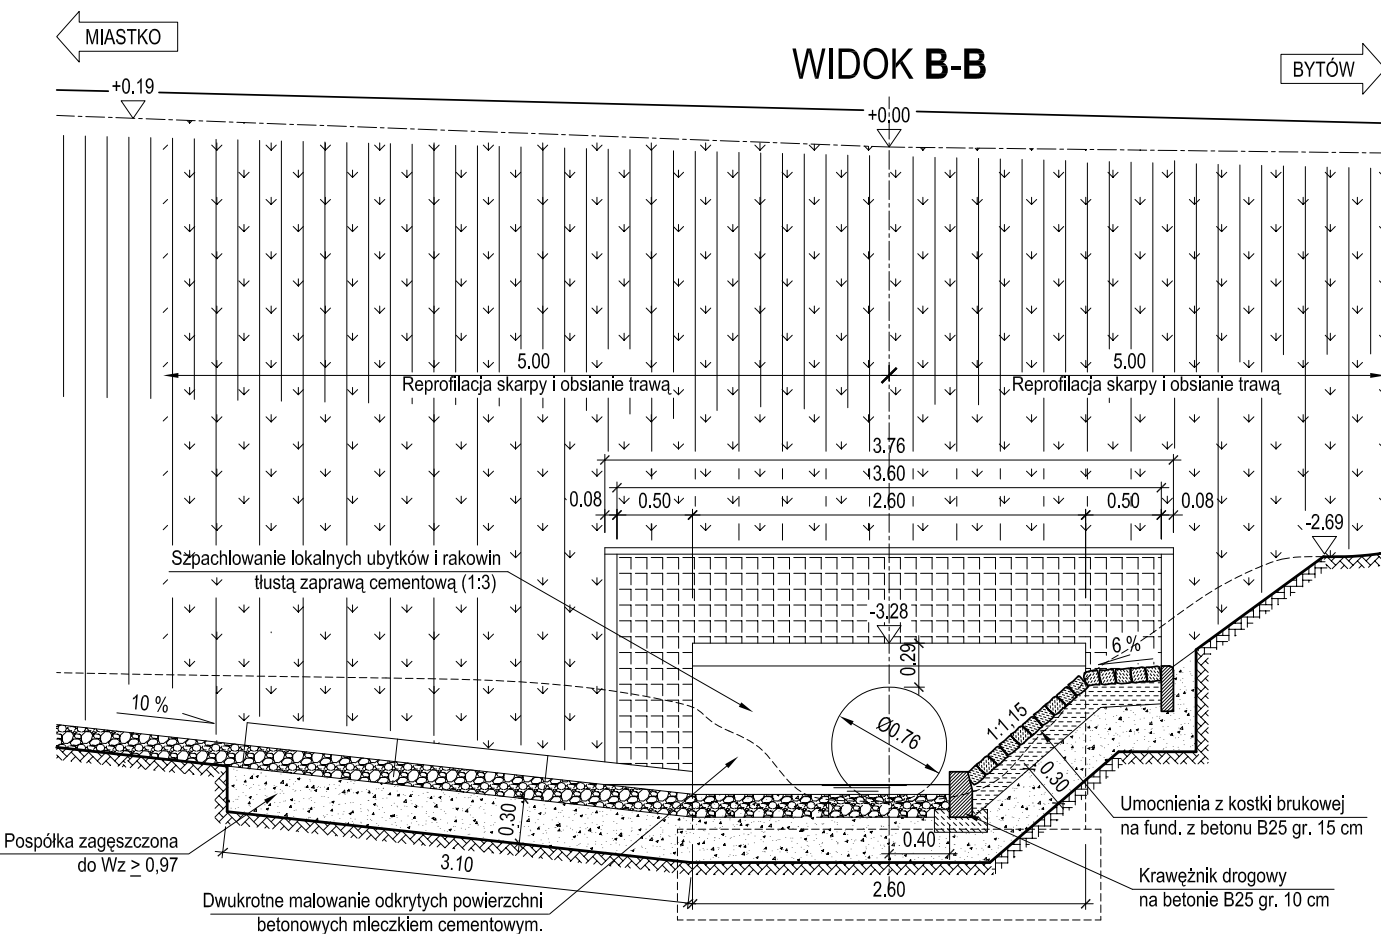 MIASTKO
WIDOK B-B
BYTÓW
+0.19
+0.00
5.00
Reprofilacja skarpy i obsianie trawą
5.00
Reprofilacja skarpy i obsianie trawą
3.76
3.60
0.08
0.50
2.60
0.50
0.08
-2.69
Szpachlowanie lokalnych ubytków i rakowin
tłustą zaprawą cementową (1:3)
-3.28
0.29
6 %
10 %
Ø0.76
1:1,15
0.30
0.30
Umocnienia z kostki brukowej
na fund. z betonu B25 gr. 15 cm
Pospółka zagęszczona
do Wz ≥ 0,97
0.40
3.10
Krawężnik drogowy
na betonie B25 gr. 10 cm
2.60
Dwukrotne malowanie odkrytych powierzchni
betonowych mleczkiem cementowym.